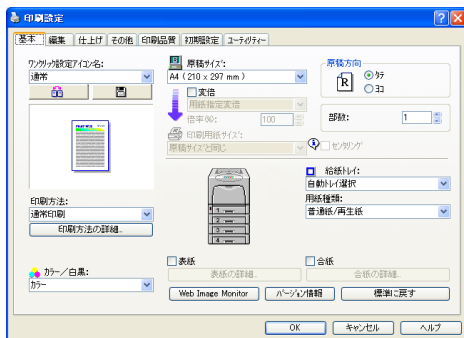 印刷設定
基本 編集 仕上げ その他 印刷品質 初期設定 ユーティリティー
ワンクリック設定アイコン名:
通常
原稿サイズ:
A4 (210 x 297 mm)
原稿方向
R タテ
ヨコ
変倍
用紙指定変倍
倍率(%): 100
部数: 1
印刷用紙サイズ:
原稿サイズと同じ
センタリング
給紙トレイ:
自動トレイ選択
用紙種類:
普通紙/再生紙
印刷方法:
通常印刷
印刷方法の詳細...
1
2
3
4
カラー/白黒:
カラー
表紙
表紙の詳細...
合紙
合紙の詳細...
Web Image Monitor バージョン情報 標準に戻す
OK キャンセル ヘルプ